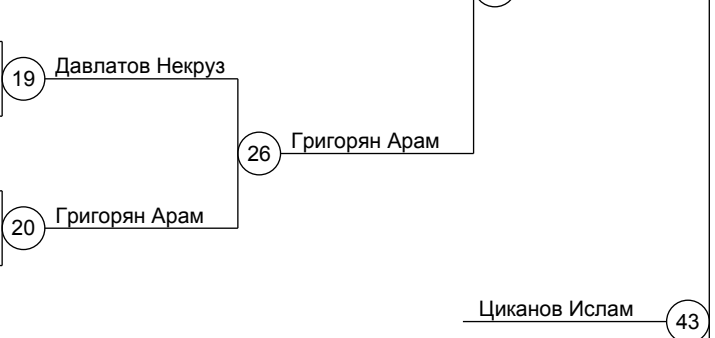 19 Давлатов Некруз
26 Григорян Арам
20 Григорян Арам
Циканов Ислам 43